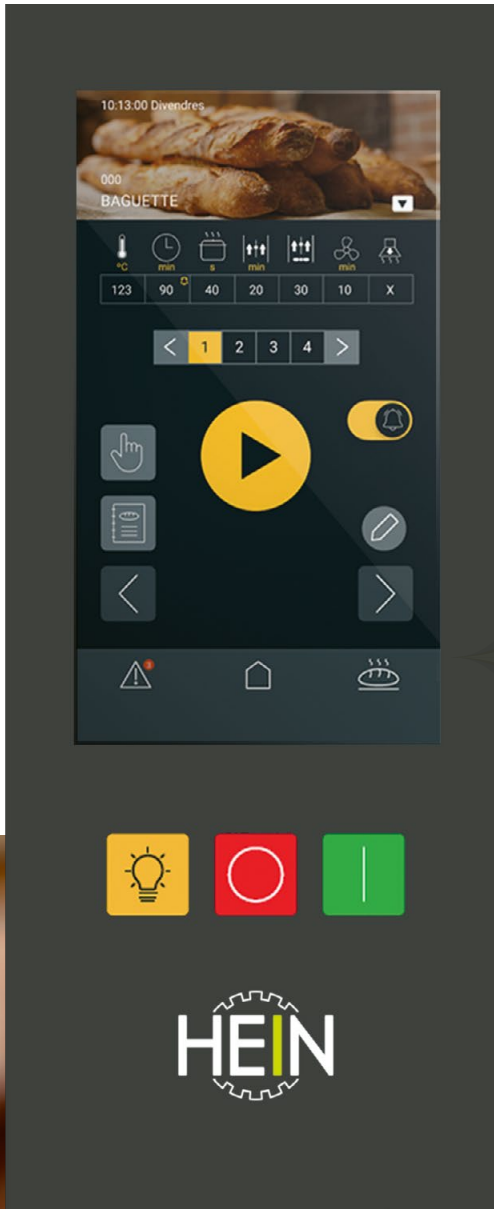 10:13:00 Divendres
000
BAGUETTE
°C min s min min
123 90 40 20 30 10 X
< 1 2 3 4 >
3
HEIN